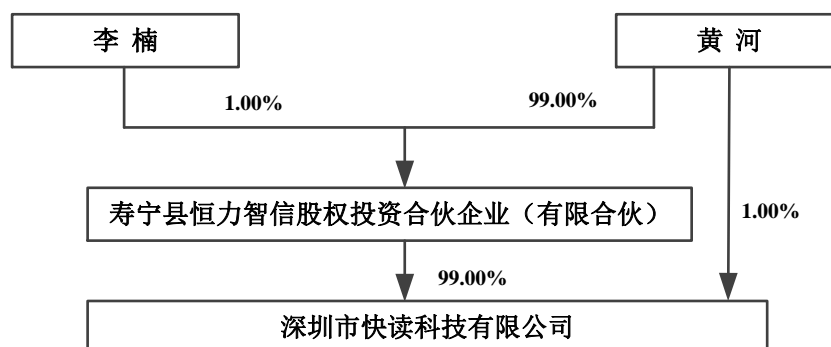 李 楠
黄 河
1.00%
99.00%
寿宁县恒力智信股权投资合伙企业（有限合伙）
1.00%
99.00%
深圳市快读科技有限公司